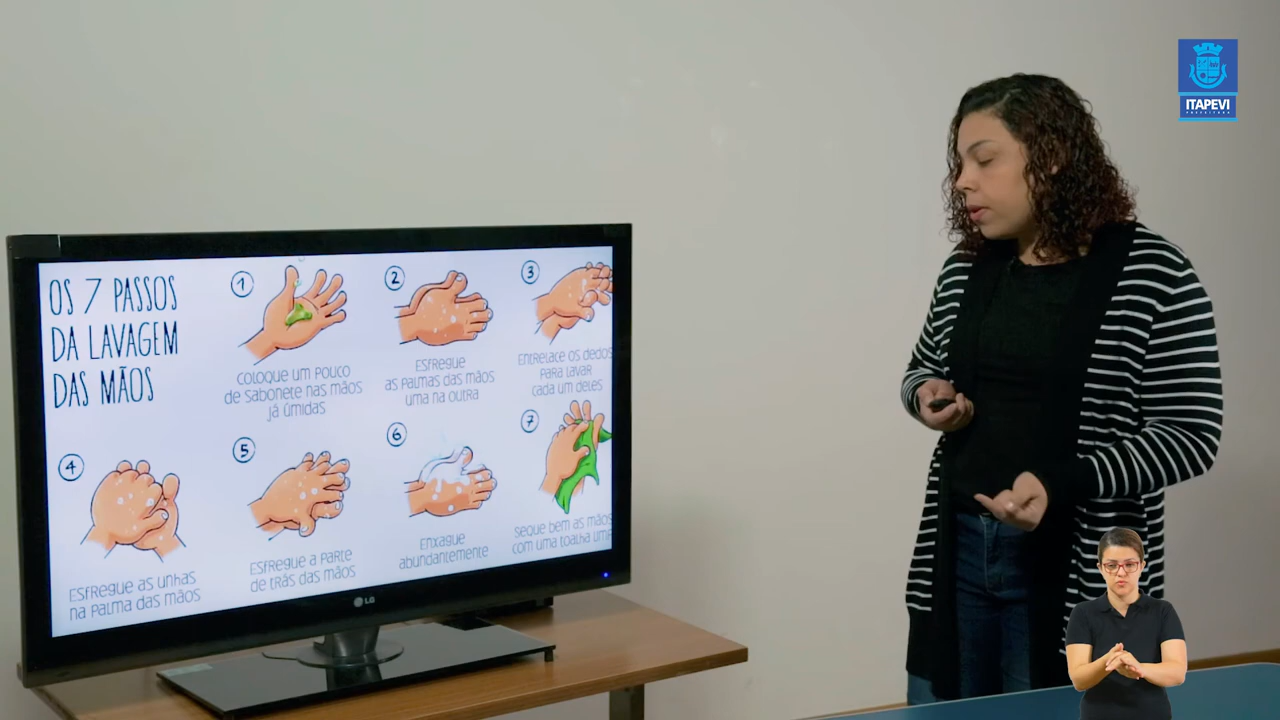 OS 7 PASSOS
DA LAVAGEM
DAS MÃOS
1
COLOQUE UM POUCO
DE SABONETE NAS MÃOS
JÁ ÚMIDAS
2
ESFREGUE
AS PALMAS DAS MÃOS
UMA NA OUTRA
3
ENTRELACE OS DEDOS
PARA LAVAR
CADA UM DELES
4
ESFREGUE AS UNHAS
NA PALMA DAS MÃOS
5
ESFREGUE A PARTE
DE TRÁS DAS MÃOS
6
ENXAGUE
ABUNDANTEMENTE
7
SEQUE BEM AS MÃOS
COM UMA TOALHA
LG
ITAPEVI
PREFEITURA